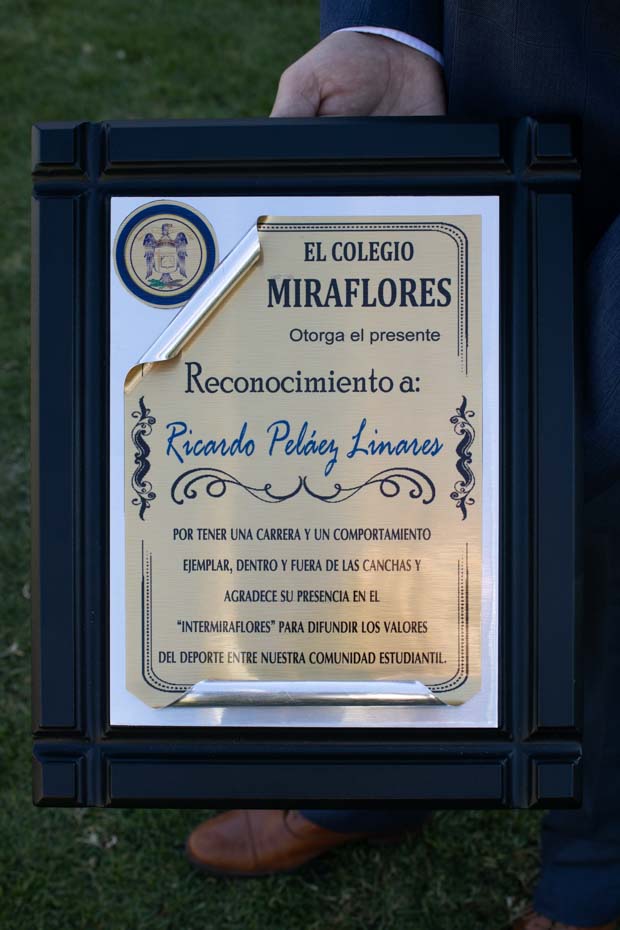 EL COLEGIO
MIRAFLORES
Otorga el presente
Reconocimiento a:
Ricardo Peláez Linares
POR TENER UNA CARRERA Y UN COMPORTAMIENTO
EJEMPLAR, DENTRO Y FUERA DE LAS CANCHAS Y
AGRADECE SU PRESENCIA EN EL
“INTERMIRAFLORES” PARA DIFUNDIR LOS VALORES
DEL DEPORTE ENTRE NUESTRA COMUNIDAD ESTUDIANTIL.